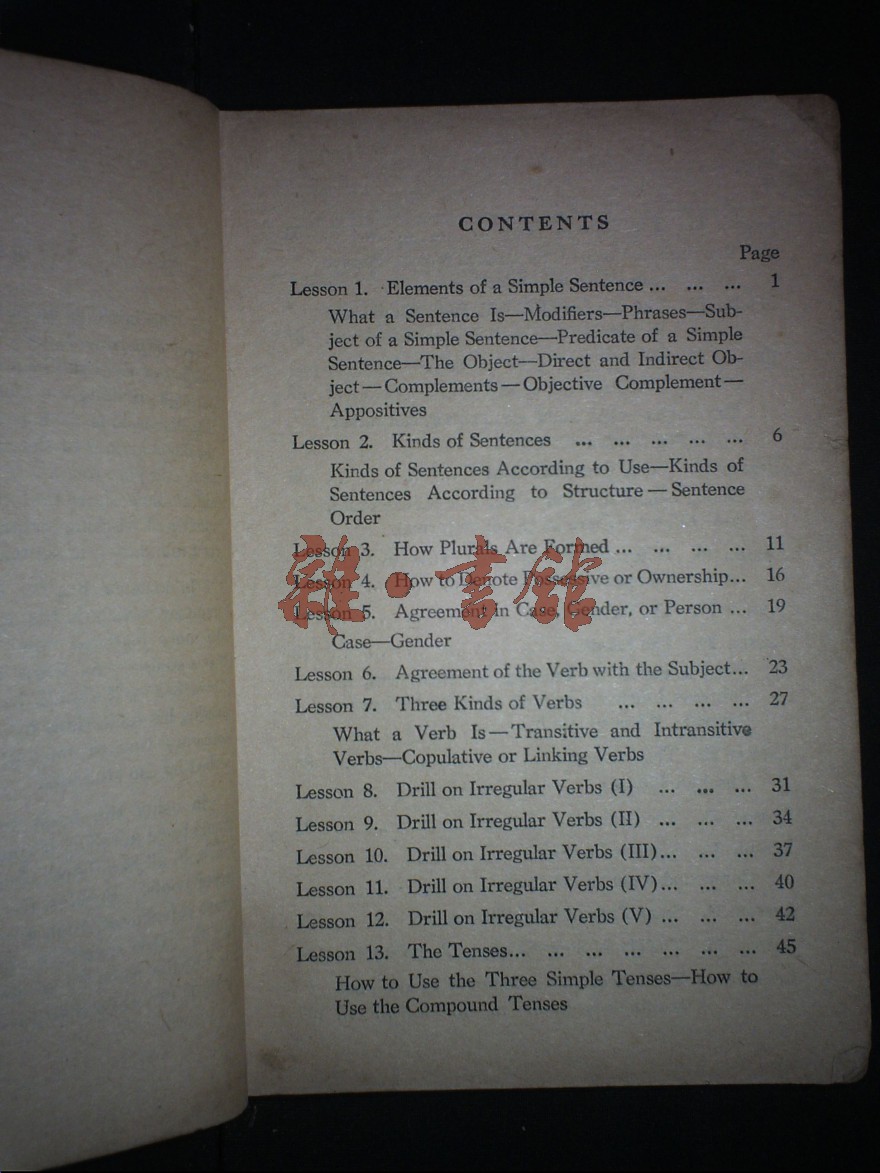 CONTENTS
Page
Lesson 1. Elements of a Simple Sentence ... ... ... 1
What a Sentence Is—Modifiers—Phrases—Sub-
ject of a Simple Sentence—Predicate of a Simple
Sentence—The Object—Direct and Indirect Ob-
ject—Complements—Objective Complement—
Appositives
Lesson 2. Kinds of Sentences ... ... ... ... ... 6
Kinds of Sentences According to Use—Kinds of
Sentences According to Structure—Sentence
Order
Lesson 3. How Plurals Are Formed ... ... ... ... 11
Lesson 4. How to Denote Possessive or Ownership... 16
Lesson 5. Agreement in Case, Gender, or Person ... 19
雜·書館
Case—Gender
Lesson 6. Agreement of the Verb with the Subject... 23
Lesson 7. Three Kinds of Verbs ... ... ... ... 27
What a Verb Is—Transitive and Intransitive
Verbs—Copulative or Linking Verbs
Lesson 8. Drill on Irregular Verbs (I) ... ... ... 31
Lesson 9. Drill on Irregular Verbs (II) ... ... ... 34
Lesson 10. Drill on Irregular Verbs (III)... ... ... 37
Lesson 11. Drill on Irregular Verbs (IV)... ... ... 40
Lesson 12. Drill on Irregular Verbs (V) ... ... ... 42
Lesson 13. The Tenses... ... ... ... ... ... ... 45
How to Use the Three Simple Tenses—How to
Use the Compound Tenses